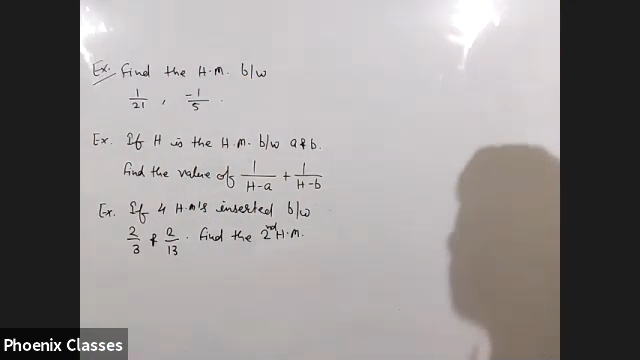 Ex. Find the H.M. b/w
1/21 , -1/5 .
Ex. If H is the H.M. b/w a & b.
find the value of 1/(H-a) + 1/(H-b)
Ex. If 4 H.M's inserted b/w
2/3 & 2/13 . Find the 2nd H.M.
Phoenix Classes